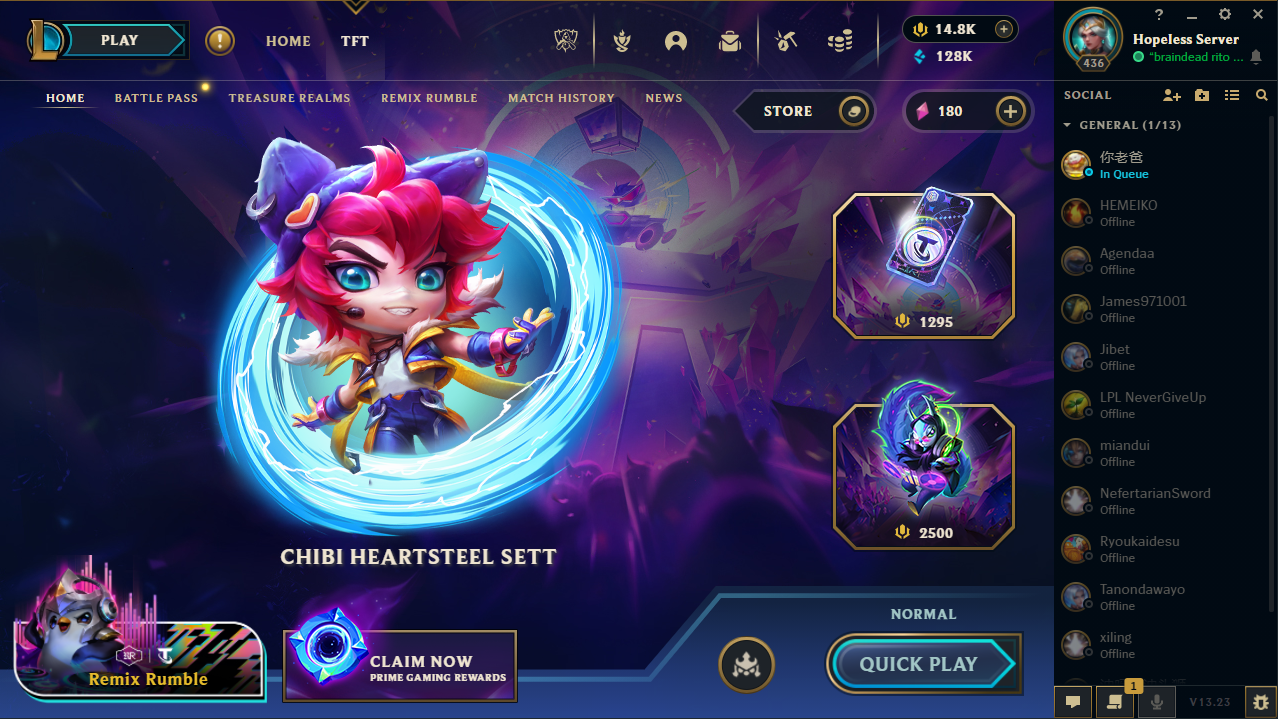 PLAY
HOME
TFT
14.8K
128K
436
Hopeless Server
"braindead rito ...
HOME
BATTLE PASS
TREASURE REALMS
REMIX RUMBLE
MATCH HISTORY
NEWS
STORE
180
SOCIAL
GENERAL (1/13)
你老爸
In Queue
HEMEIKO
Offline
Agendaa
Offline
James971001
Offline
Jibet
Offline
LPL NeverGiveUp
Offline
miandui
Offline
NefertarianSword
Offline
Ryoukaidesu
Offline
Tanondawayo
Offline
xiling
Offline
1295
2500
CHIBI HEARTSTEEL SETT
Remix Rumble
CLAIM NOW
PRIME GAMING REWARDS
NORMAL
QUICK PLAY
1
V13.23